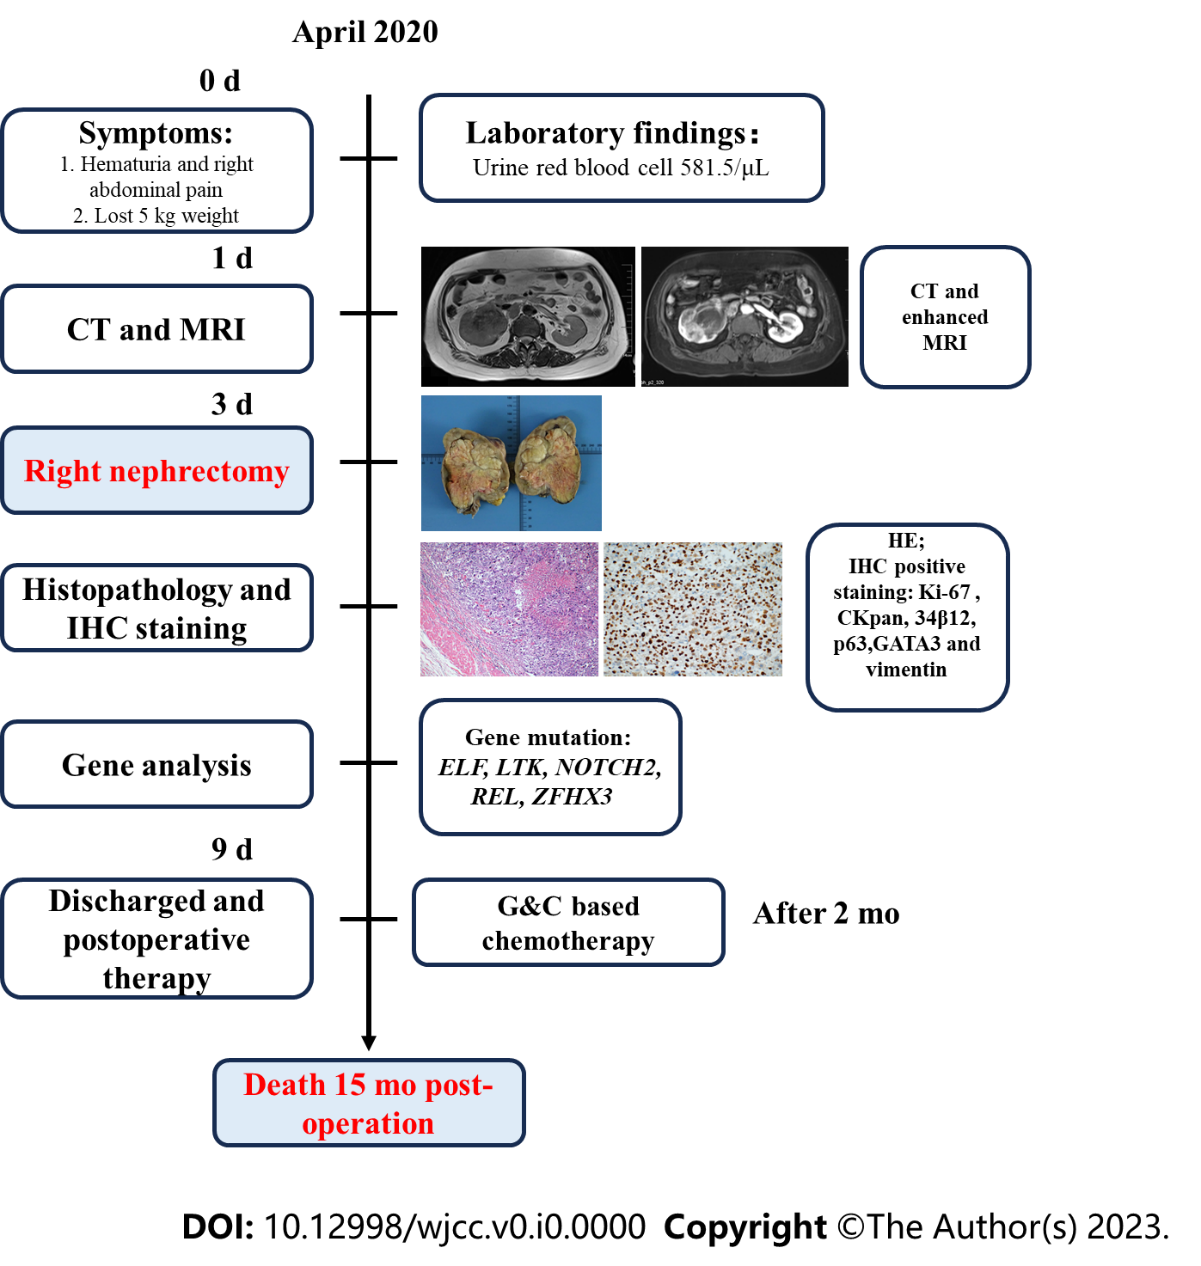 April 2020
0 d
Symptoms:
1. Hematuria and right
abdominal pain
2. Lost 5 kg weight
Laboratory findings：
Urine red blood cell 581.5/μL
1 d
CT and MRI
CT and
enhanced
MRI
3 d
Right nephrectomy
Histopathology and
IHC staining
HE;
IHC positive
staining: Ki-67 ,
CKpan, 34β12,
p63,GATA3 and
vimentin
Gene analysis
Gene mutation:
ELF, LTK, NOTCH2,
REL, ZFHX3
9 d
Discharged and
postoperative
therapy
G&C based
chemotherapy
After 2 mo
Death 15 mo post-
operation
DOI: 10.12998/wjcc.v0.i0.0000 Copyright ©The Author(s) 2023.